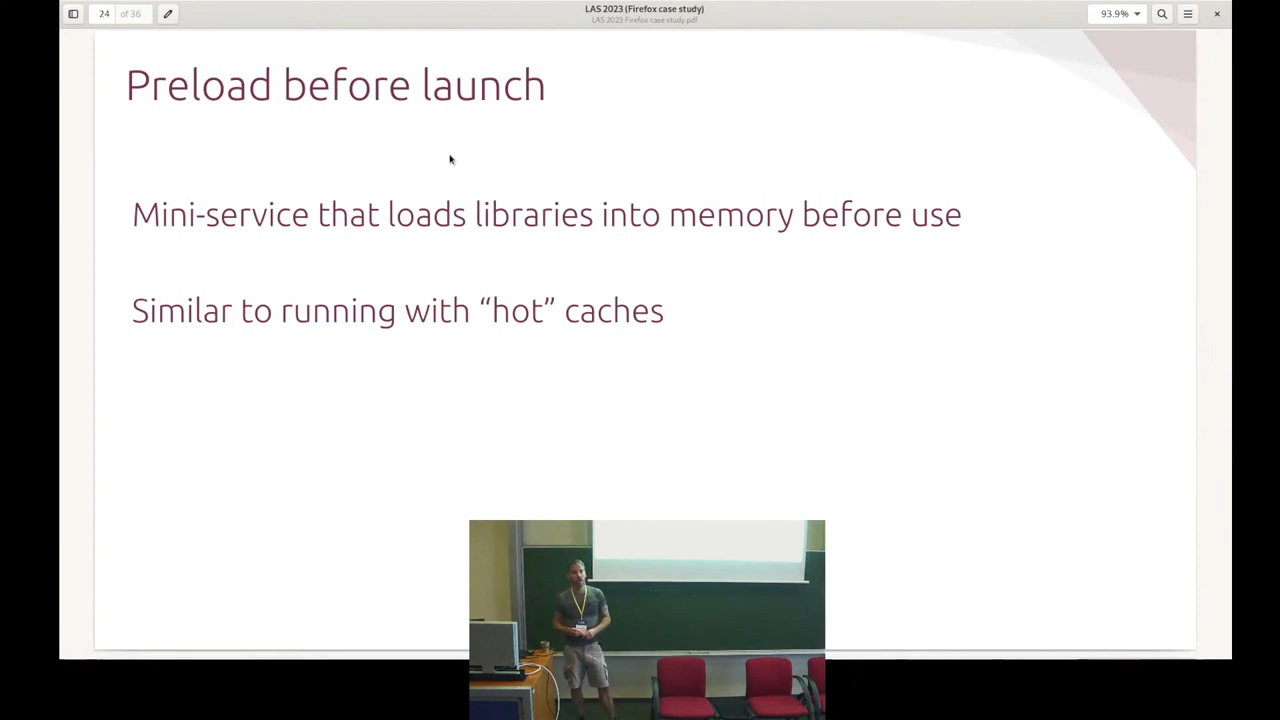 24 of 36
LAS 2023 (Firefox case study)
LAS 2023 Firefox case study.pdf
93.9%
Preload before launch
Mini-service that loads libraries into memory before use
Similar to running with “hot” caches